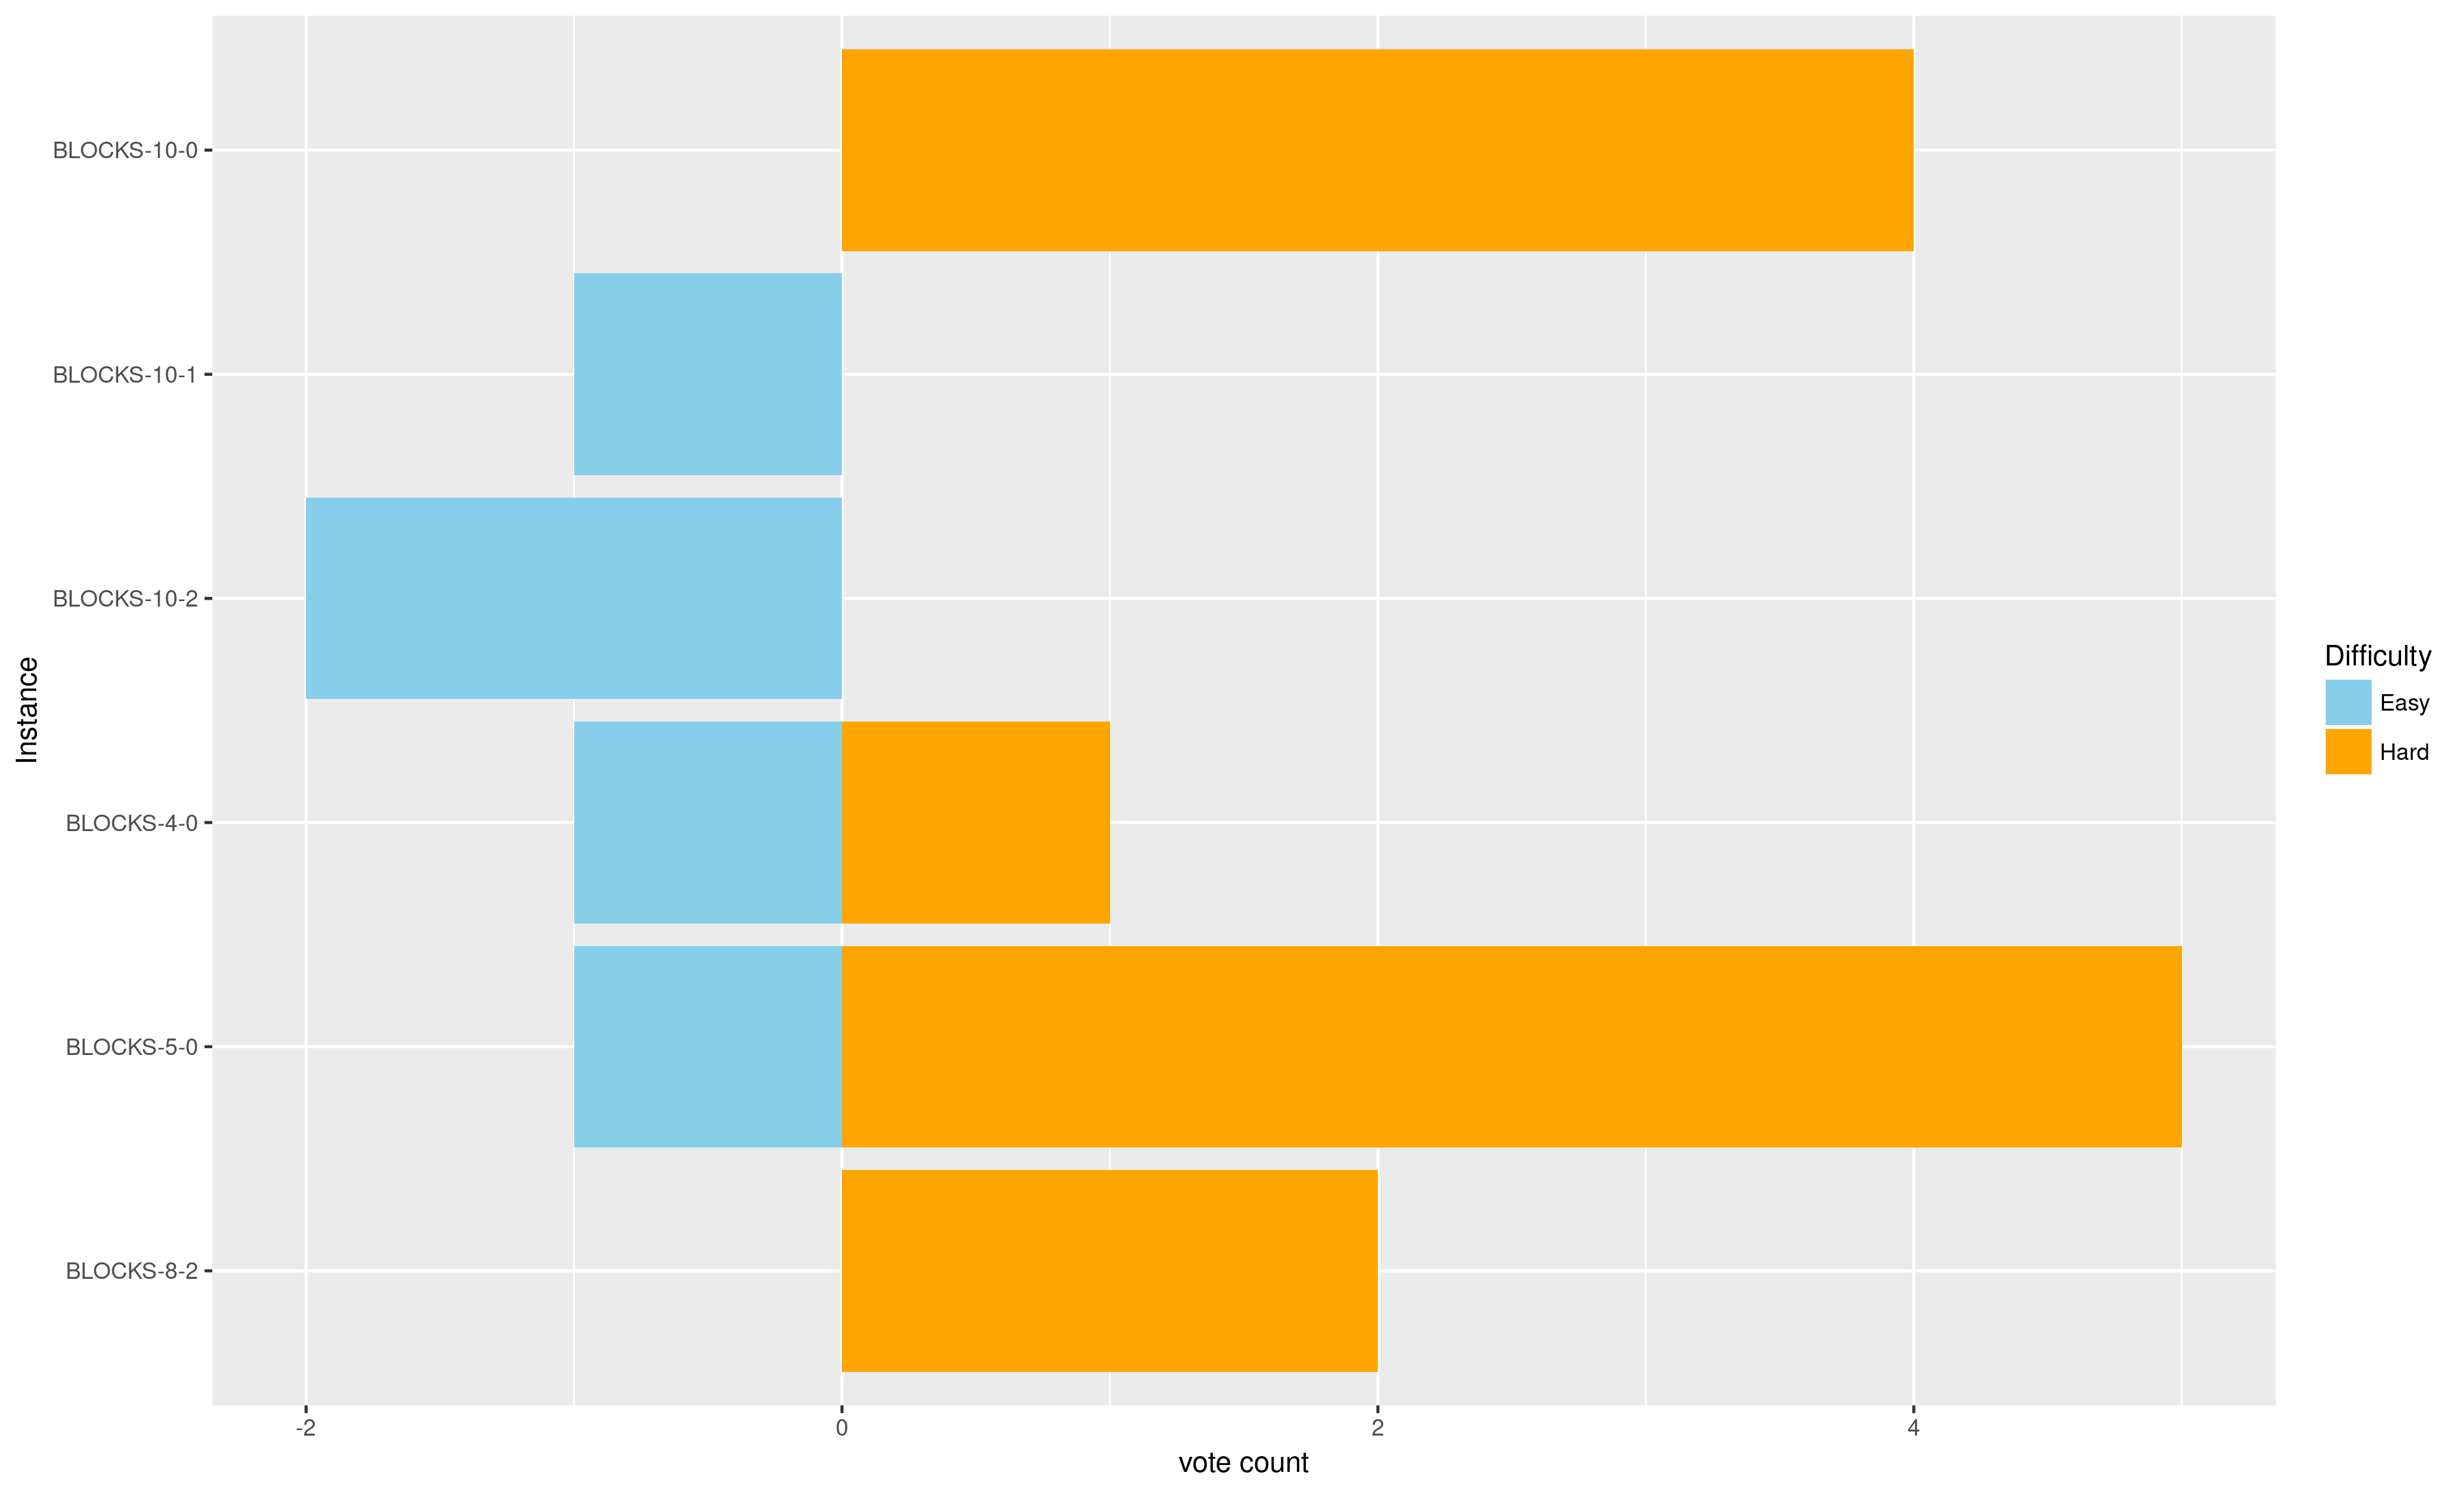 BLOCKS-10-0
BLOCKS-10-1
BLOCKS-10-2
BLOCKS-4-0
BLOCKS-5-0
BLOCKS-8-2
Instance
-2
0
2
4
vote count
Difficulty
Easy
Hard